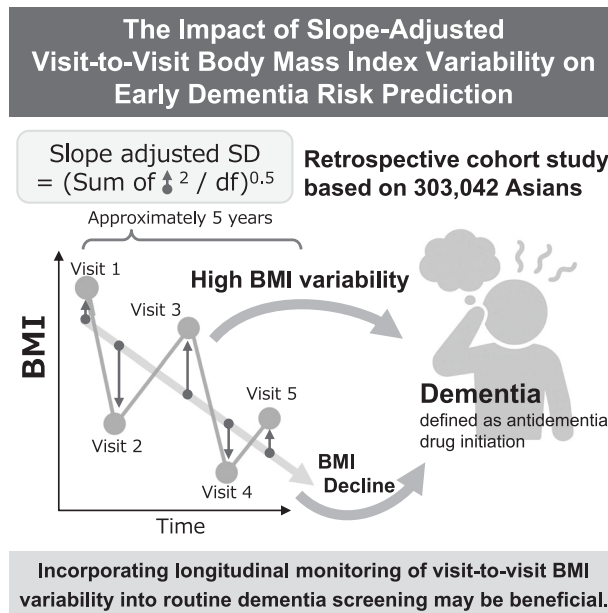 The Impact of Slope-Adjusted
Visit-to-Visit Body Mass Index Variability on
Early Dementia Risk Prediction
Slope adjusted SD
= (Sum of 2 / df)0.5
Retrospective cohort study
based on 303,042 Asians
Approximately 5 years
Visit 1
High BMI variability
Visit 3
BMI
Visit 5
Dementia
defined as antidementia
drug initiation
Visit 2
BMI
Decline
Visit 4
Time
Incorporating longitudinal monitoring of visit-to-visit BMI
variability into routine dementia screening may be beneficial.